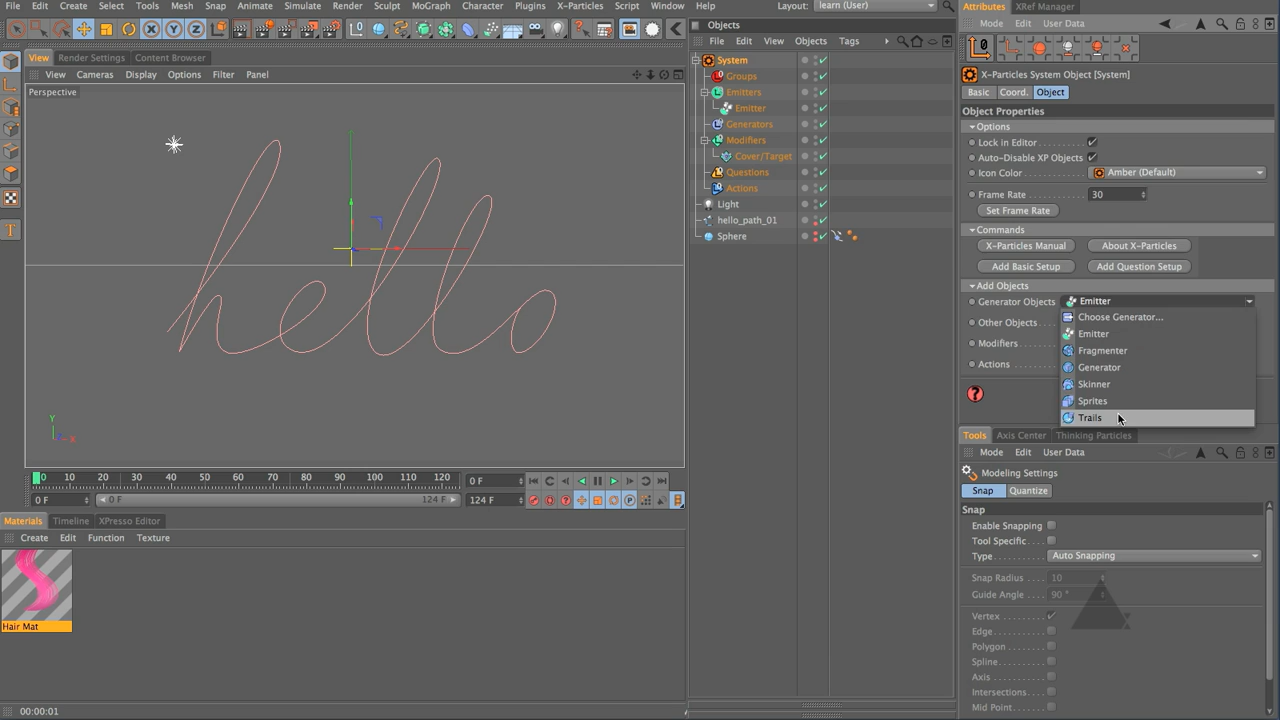 File Edit Create Select Tools Mesh Snap Animate Simulate Render Sculpt MoGraph Character Plugins X-Particles Script Window Help
Layout: learn (User)
View Render Settings Content Browser
View Cameras Display Options Filter Panel
Perspective
hello
Y
X
0 10 20 30 40 50 60 70 80 90 100 110 120
0 F
0 F 0 F 124 F 124 F
Materials Timeline XPresso Editor
Create Edit Function Texture
Hair Mat
00:00:01
Objects
File Edit View Objects Tags
System
Groups
Emitters
Emitter
Generators
Modifiers
Cover/Target
Questions
Actions
Light
hello_path_01
Sphere
Attributes XRef Manager
Mode Edit User Data
X-Particles System Object [System]
Basic Coord. Object
Object Properties
Options
Lock in Editor
Auto-Disable XP Objects
Icon Color Amber (Default)
Frame Rate 30
Set Frame Rate
Commands
X-Particles Manual About X-Particles
Add Basic Setup Add Question Setup
Add Objects
Generator Objects Emitter
Other Objects
Modifiers
Actions
Choose Generator...
Emitter
Fragmenter
Generator
Skinner
Sprites
Trails
Tools Axis Center Thinking Particles
Mode Edit User Data
Modeling Settings
Snap Quantize
Snap
Enable Snapping
Tool Specific
Type Auto Snapping
Snap Radius 10
Guide Angle 90 °
Vertex
Edge
Polygon
Spline
Axis
Intersections
Mid Point